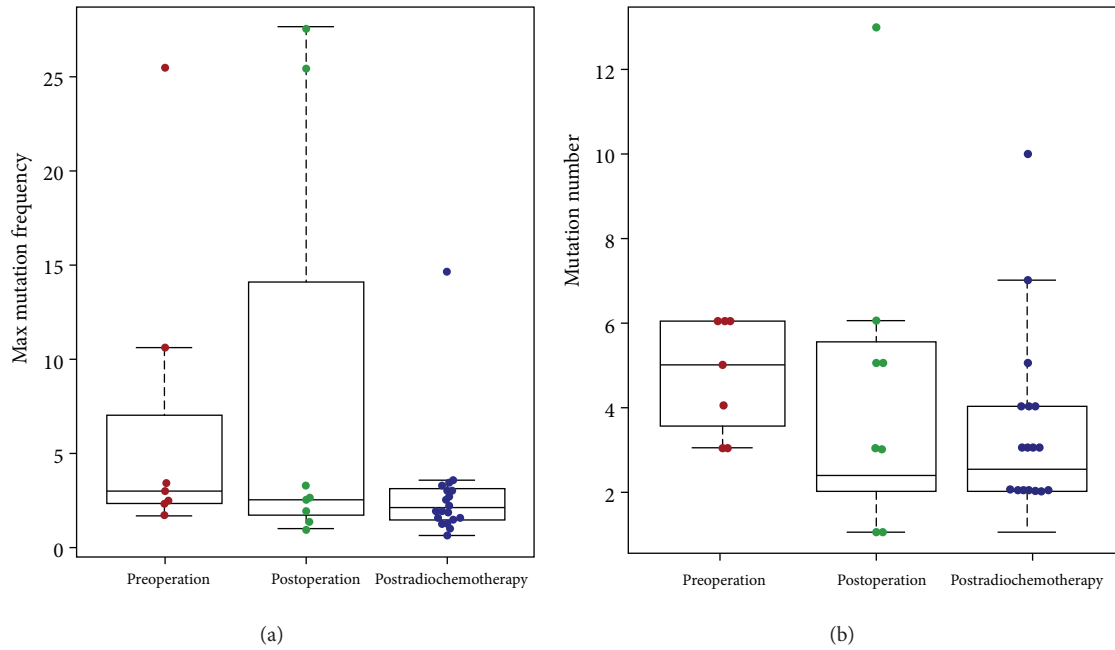 Max mutation frequency
25
20
15
10
5
0
Preoperation Postoperation Postradiochemotherapy
(a)
Mutation number
12
10
8
6
4
2
Preoperation Postoperation Postradiochemotherapy
(b)